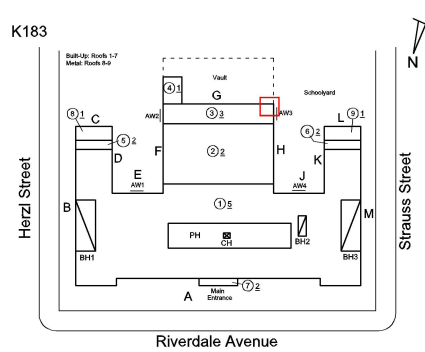 K183
Built-Up: Roofs 1-7
Metal: Roofs 8-9
N
Vault
Schoolyard
4 1
G
8 1
C
L
9 1
AW2
3 3
AW3
5 2
6 2
D
F
2 2
H
K
E
J
AW1
AW4
Herzl Street
B
1 5
M
Strauss Street
PH
CH
BH1
BH2
BH3
7 2
Main
Entrance
A
Riverdale Avenue